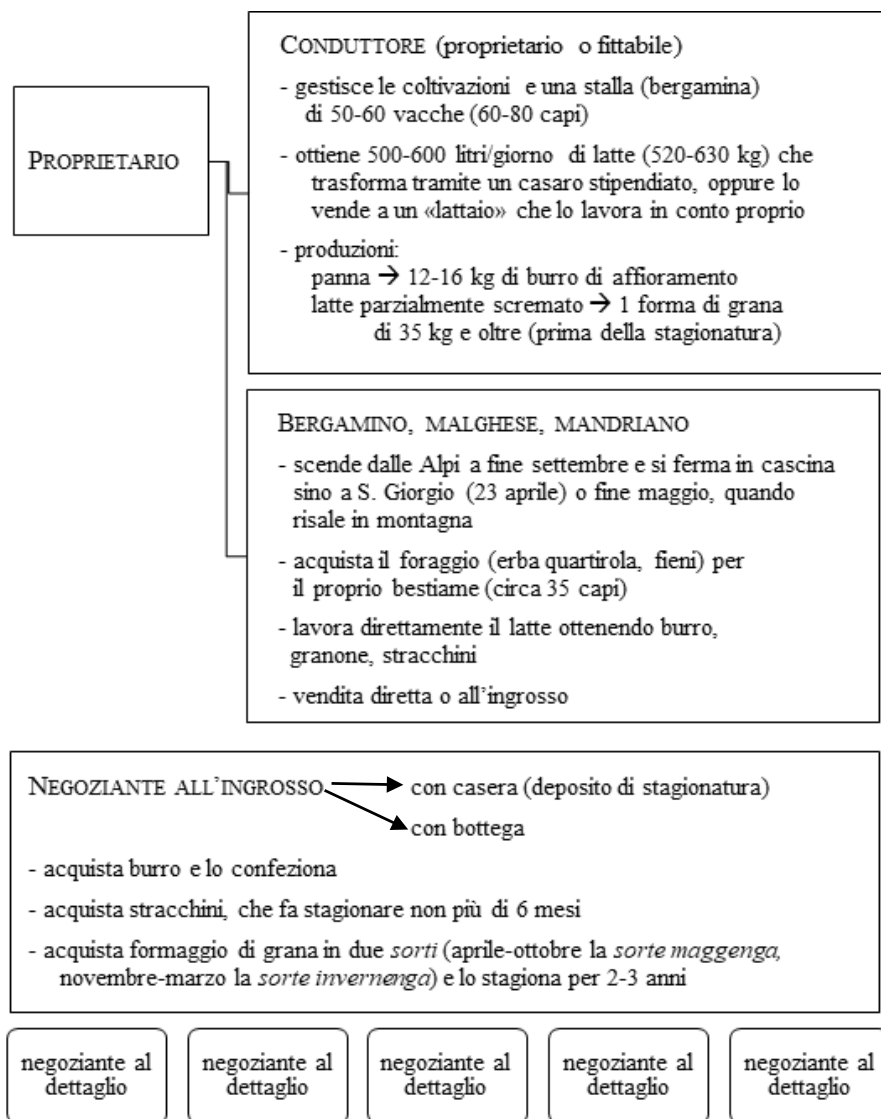 PROPRIETARIO
CONDUTTORE (proprietario o fittabile)
- gestisce le coltivazioni e una stalla (bergamina)
di 50-60 vacche (60-80 capi)
- ottiene 500-600 litri/giorno di latte (520-630 kg) che
trasforma tramite un casaro stipendiato, oppure lo
vende a un «lattaio» che lo lavora in conto proprio
- produzioni:
panna → 12-16 kg di burro di affioramento
latte parzialmente scremato → 1 forma di grana
di 35 kg e oltre (prima della stagionatura)
BERGAMINO, MALGHESE, MANDRIANO
- scende dalle Alpi a fine settembre e si ferma in cascina
sino a S. Giorgio (23 aprile) o fine maggio, quando
risale in montagna
- acquista il foraggio (erba quartirola, fieni) per
il proprio bestiame (circa 35 capi)
- lavora direttamente il latte ottenendo burro,
granone, stracchini
- vendita diretta o all'ingrosso
NEGOZIANTE ALL'INGROSSO con casera (deposito di stagionatura)
con bottega
- acquista burro e lo confeziona
- acquista stracchini, che fa stagionare non più di 6 mesi
- acquista formaggio di grana in due sorti (aprile-ottobre la sorte maggenga,
novembre-marzo la sorte invernenga) e lo stagiona per 2-3 anni
negoziante al
dettaglio
negoziante al
dettaglio
negoziante al
dettaglio
negoziante al
dettaglio
negoziante al
dettaglio